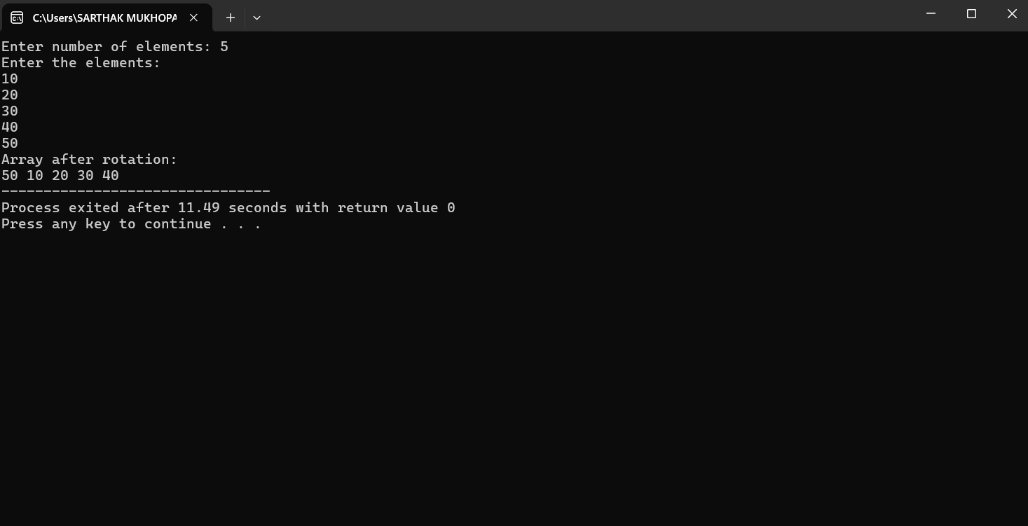 C:\Users\SARTHAK MUKHOPA
Enter number of elements: 5
Enter the elements:
10
20
30
40
50
Array after rotation:
50 10 20 30 40
--------------------------------
Process exited after 11.49 seconds with return value 0
Press any key to continue . . .